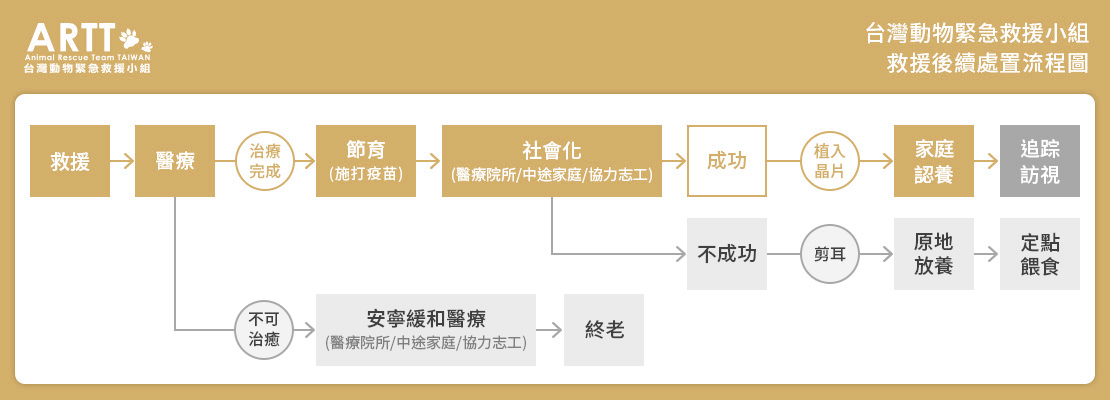 ARTT
Animal Rescue Team TAIWAN
台灣動物緊急救援小組
台灣動物緊急救援小組
救援後續處置流程圖
救援
醫療
治療
完成
節育
(施打疫苗)
社會化
(醫療院所/中途家庭/協力志工)
成功
植入
晶片
家庭
認養
追踪
訪視
不成功
剪耳
原地
放養
定點
餵食
不可
治癒
安寧緩和醫療
(醫療院所/中途家庭/協力志工)
終老